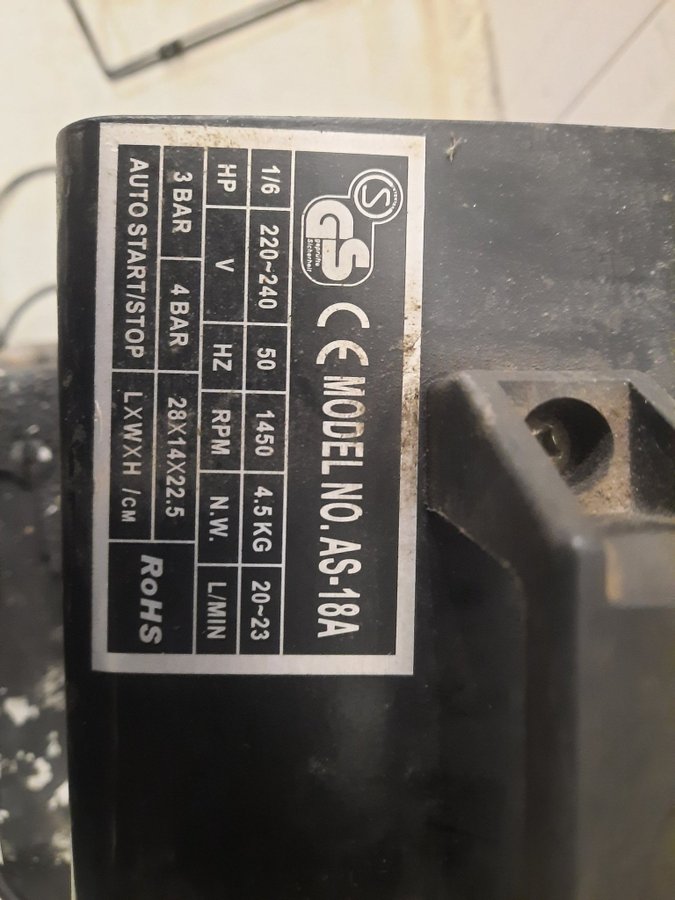 GS geprüfte Sicherheit CE MODEL NO. AS-18A
1/6 220~240 50 1450 4.5 KG 20~23
HP V HZ RPM N.W. L/MIN
3 BAR 4 BAR 28X14X22.5 RoHS
AUTO START/STOP LXWXH /CM